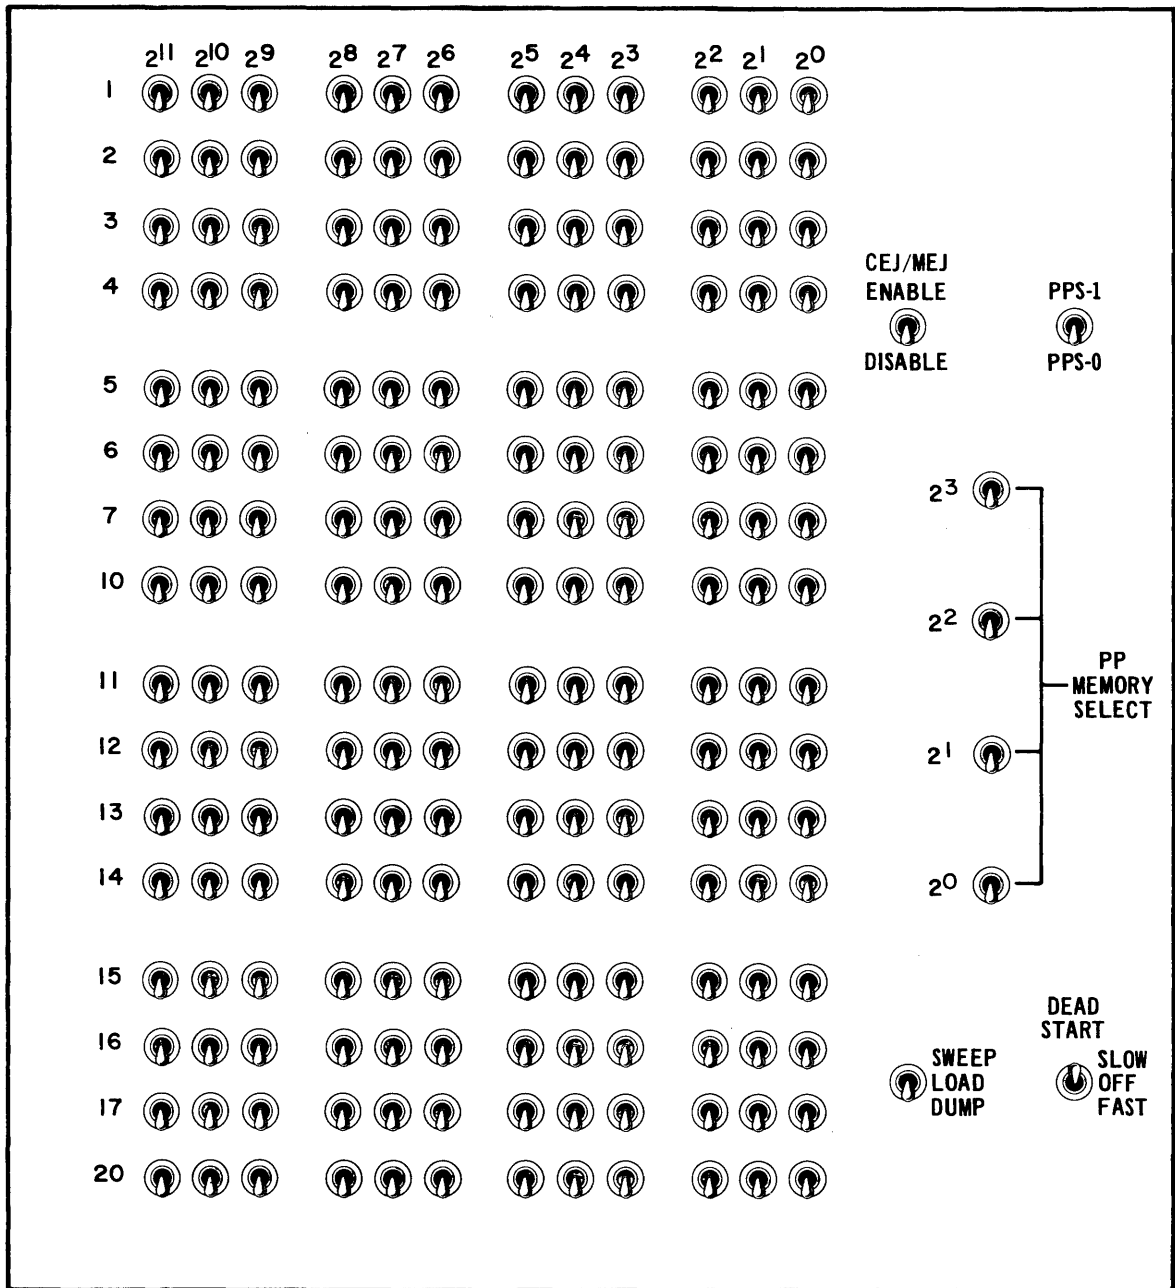 2¹¹ 2¹⁰ 2⁹ 2⁸ 2⁷ 2⁶ 2⁵ 2⁴ 2³ 2² 2¹ 2⁰
1
2
3
4
5
6
7
10
11
12
13
14
15
16
17
20
CEJ/MEJ
ENABLE
DISABLE
PPS-1
PPS-0
2³
2²
2¹
2⁰
PP
MEMORY
SELECT
SWEEP
LOAD
DUMP
DEAD
START
SLOW
OFF
FAST